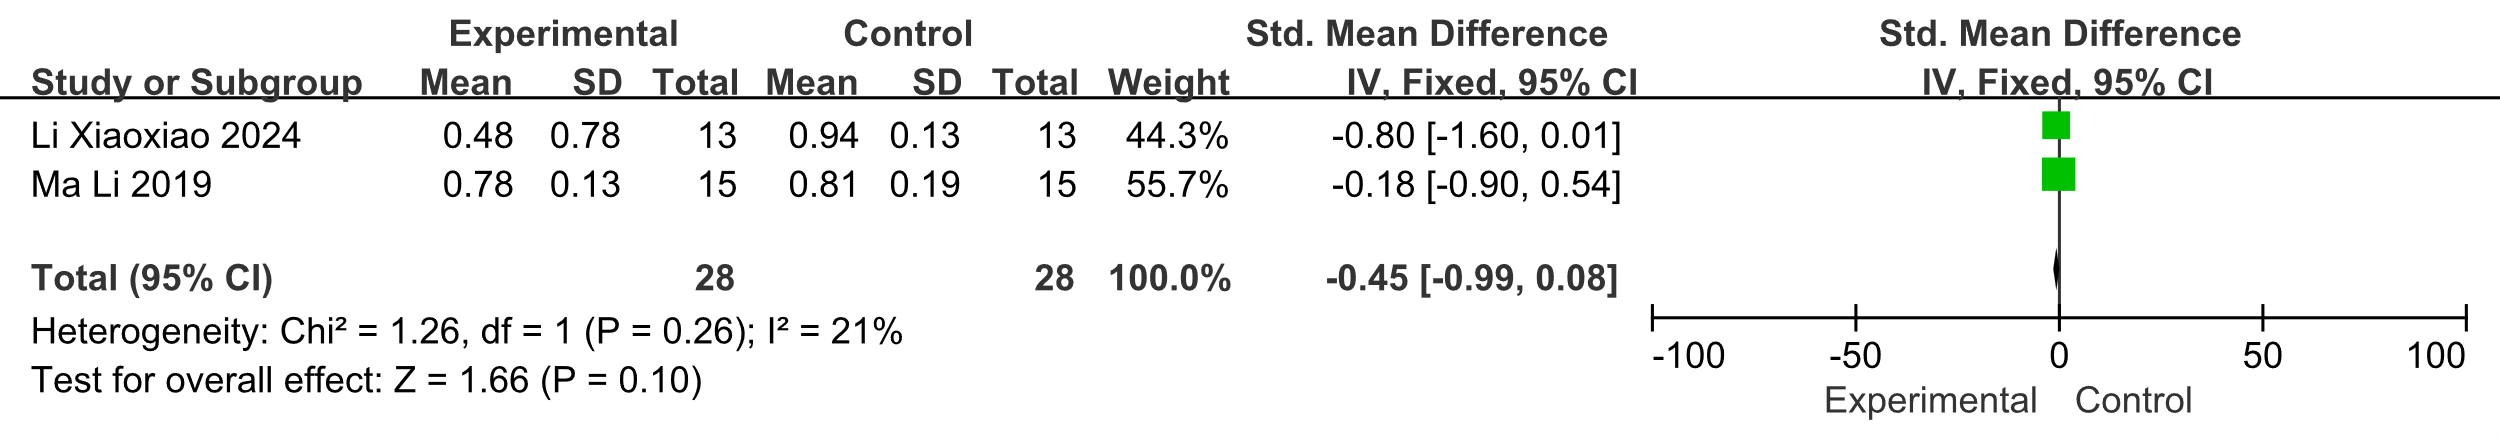 Experimental Control Std. Mean Difference Std. Mean Difference
Study or Subgroup Mean SD Total Mean SD Total Weight IV, Fixed, 95% CI IV, Fixed, 95% CI
Li Xiaoxiao 2024 0.48 0.78 13 0.94 0.13 13 44.3% -0.80 [-1.60, 0.01]
Ma Li 2019 0.78 0.13 15 0.81 0.19 15 55.7% -0.18 [-0.90, 0.54]
Total (95% CI) 28 28 100.0% -0.45 [-0.99, 0.08]
Heterogeneity: Chi² = 1.26, df = 1 (P = 0.26); I² = 21%
Test for overall effect: Z = 1.66 (P = 0.10)
-100 -50 0 50 100
Experimental Control